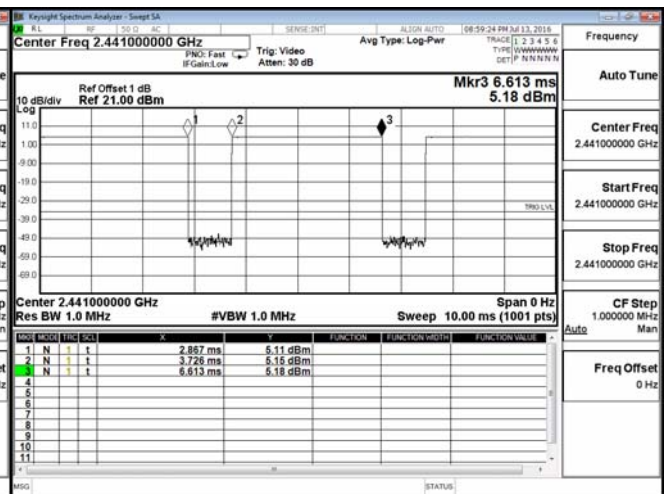 Keysight Spectrum Analyzer - Swept SA
RL RF 50 Ω AC SENSE:INT ALIGN AUTO 08:59:24 PM Jul 13, 2016
Center Freq 2.441000000 GHz
PNO: Fast
IFGain:Low
Trig: Video
Atten: 30 dB
Avg Type: Log-Pwr
TRACE 1 2 3 4 5 6
TYPE WWWWWW
DET P N N N N N
Frequency
Ref Offset 1 dB
Ref 21.00 dBm
10 dB/div
Log
Mkr3 6.613 ms
5.18 dBm
Auto Tune
11.0
1.00
-9.00
-19.0
-29.0
-39.0
-49.0
-59.0
-69.0
1
2
3
TRIG LVL
Center Freq
2.441000000 GHz
Start Freq
2.441000000 GHz
Stop Freq
2.441000000 GHz
Center 2.441000000 GHz Span 0 Hz
Res BW 1.0 MHz #VBW 1.0 MHz Sweep 10.00 ms (1001 pts)
CF Step
1.000000 MHz
Auto Man
MKR MODE TRC SCL X Y FUNCTION FUNCTION WIDTH FUNCTION VALUE
1 N 1 t 2.867 ms 5.11 dBm
2 N 1 t 3.726 ms 5.15 dBm
3 N 1 t 6.613 ms 5.18 dBm
4
5
6
7
8
9
10
11
Freq Offset
0 Hz
MSG STATUS